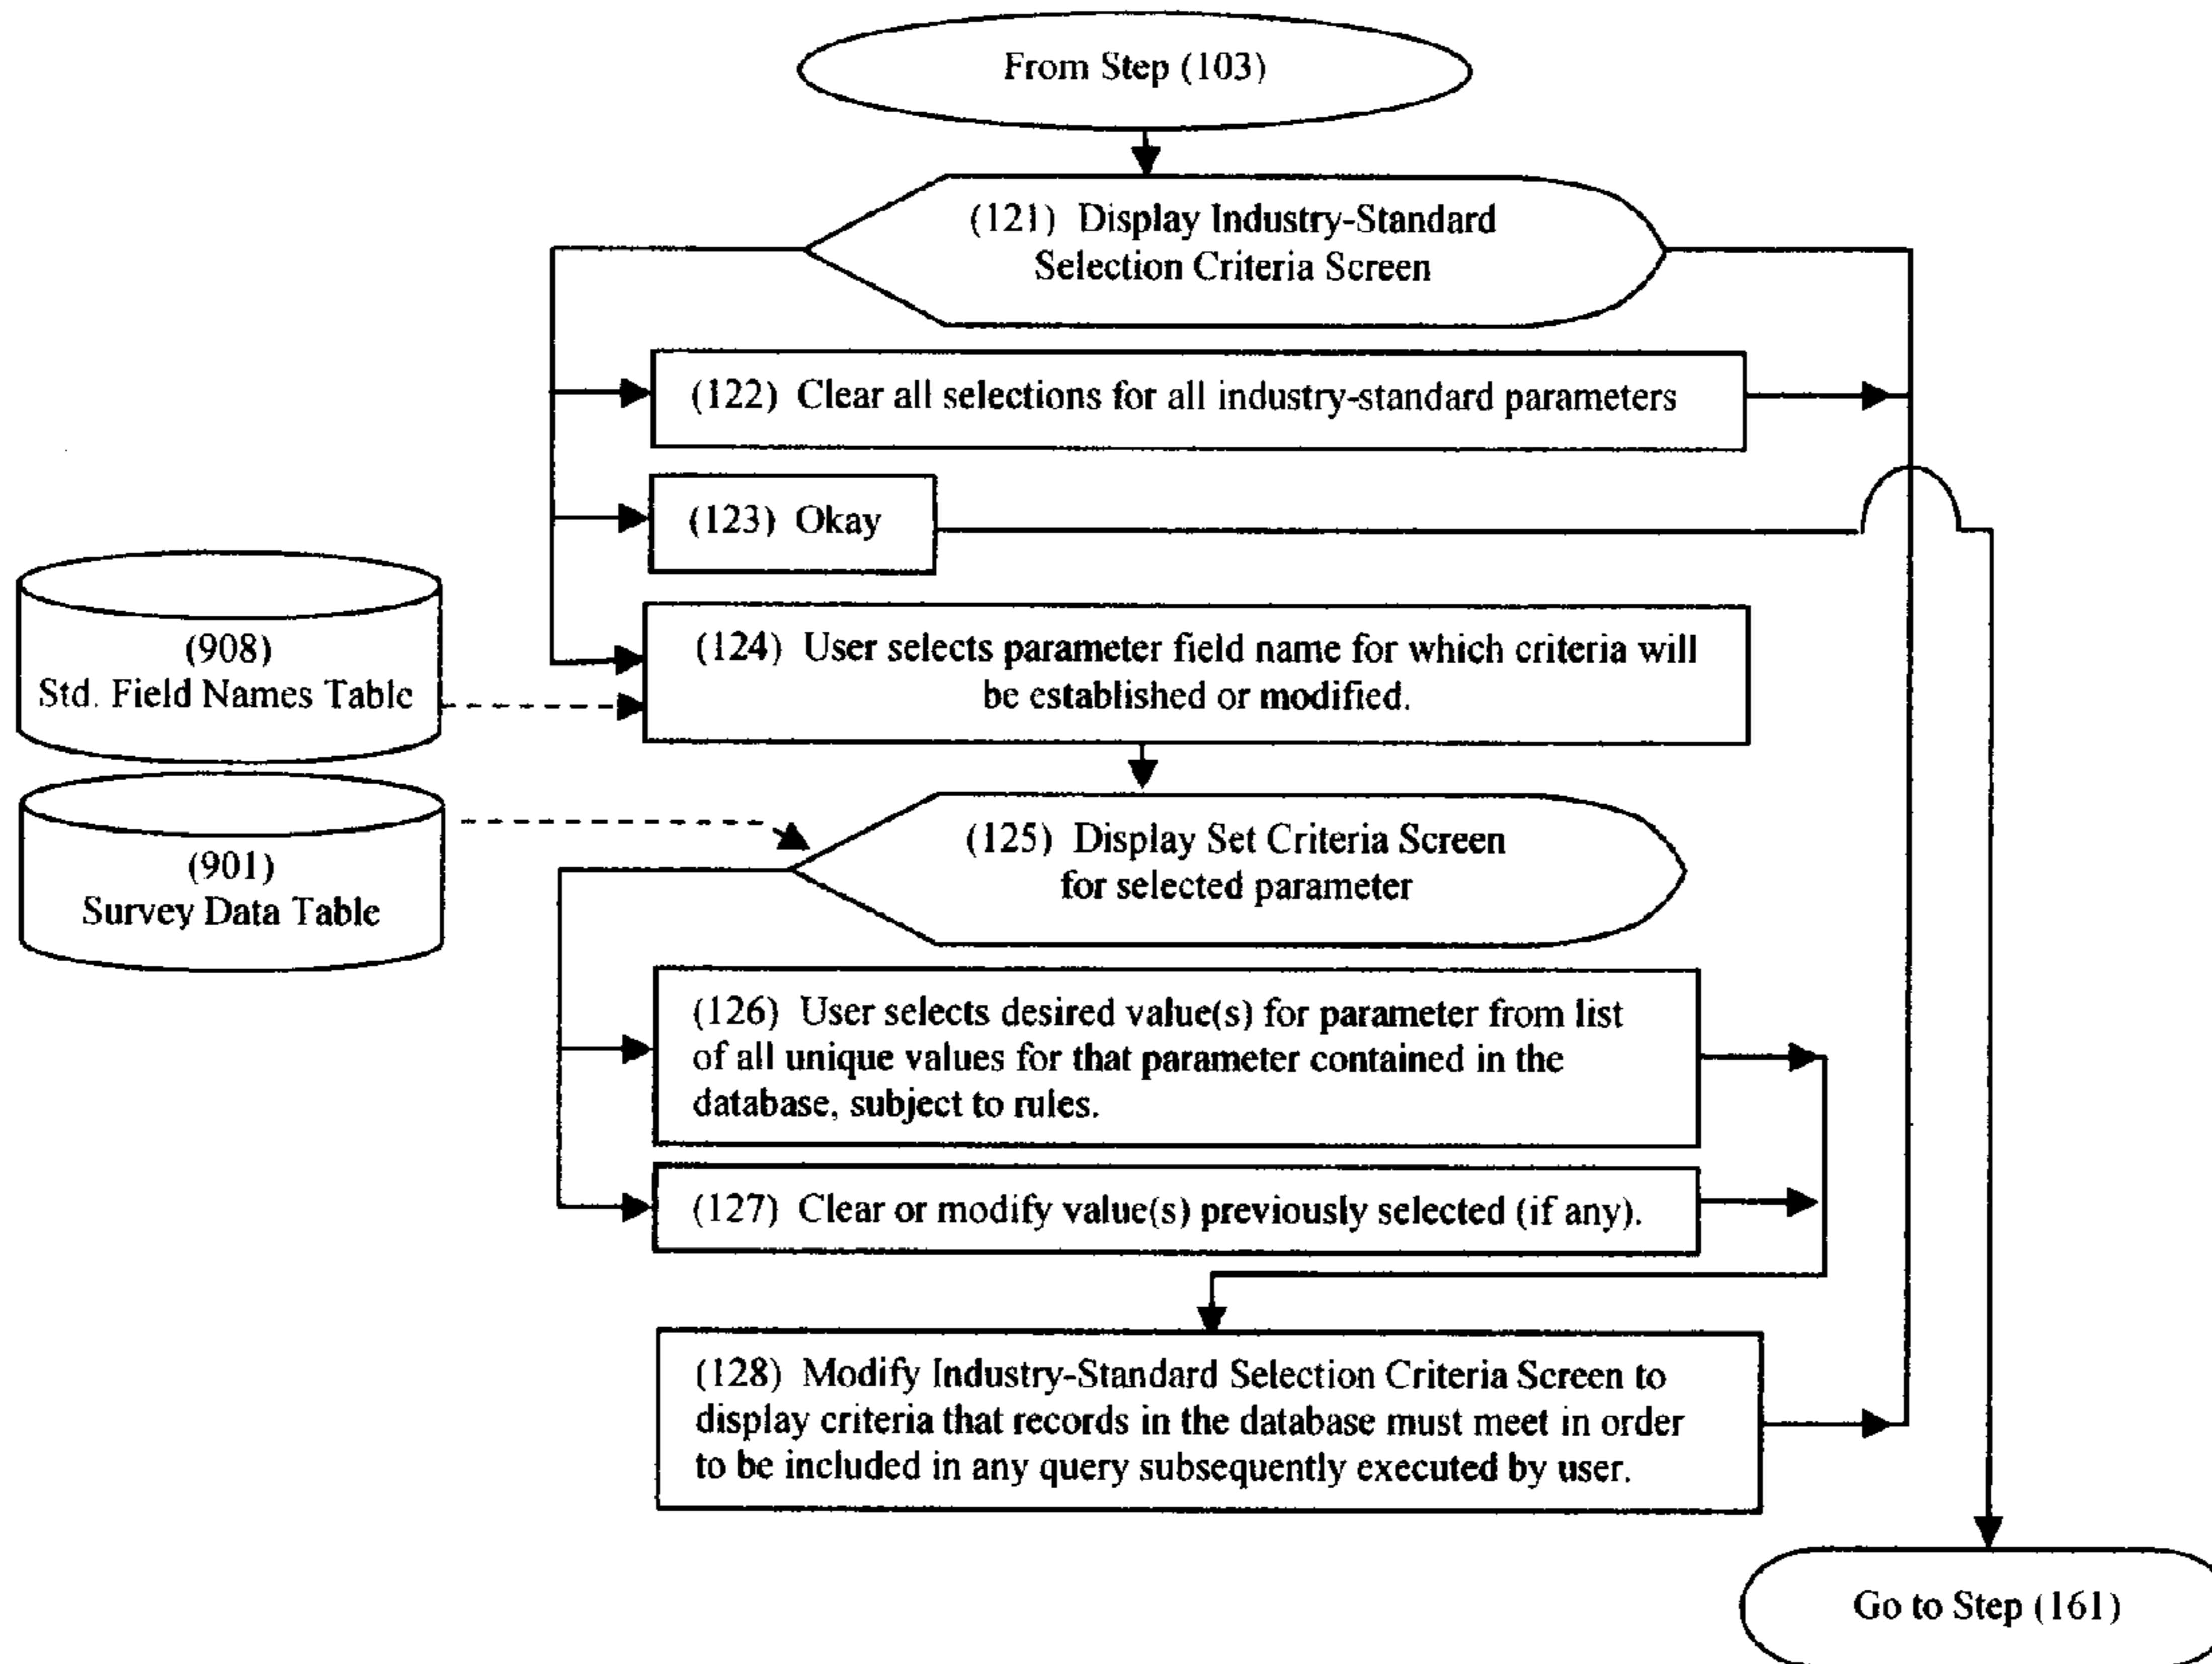 From Step (103)
(121) Display Industry-Standard
Selection Criteria Screen
(122) Clear all selections for all industry-standard parameters
(123) Okay
(908)
Std. Field Names Table
(124) User selects parameter field name for which criteria will
be established or modified.
(901)
Survey Data Table
(125) Display Set Criteria Screen
for selected parameter
(126) User selects desired value(s) for parameter from list
of all unique values for that parameter contained in the
database, subject to rules.
(127) Clear or modify value(s) previously selected (if any).
(128) Modify Industry-Standard Selection Criteria Screen to
display criteria that records in the database must meet in order
to be included in any query subsequently executed by user.
Go to Step (161)